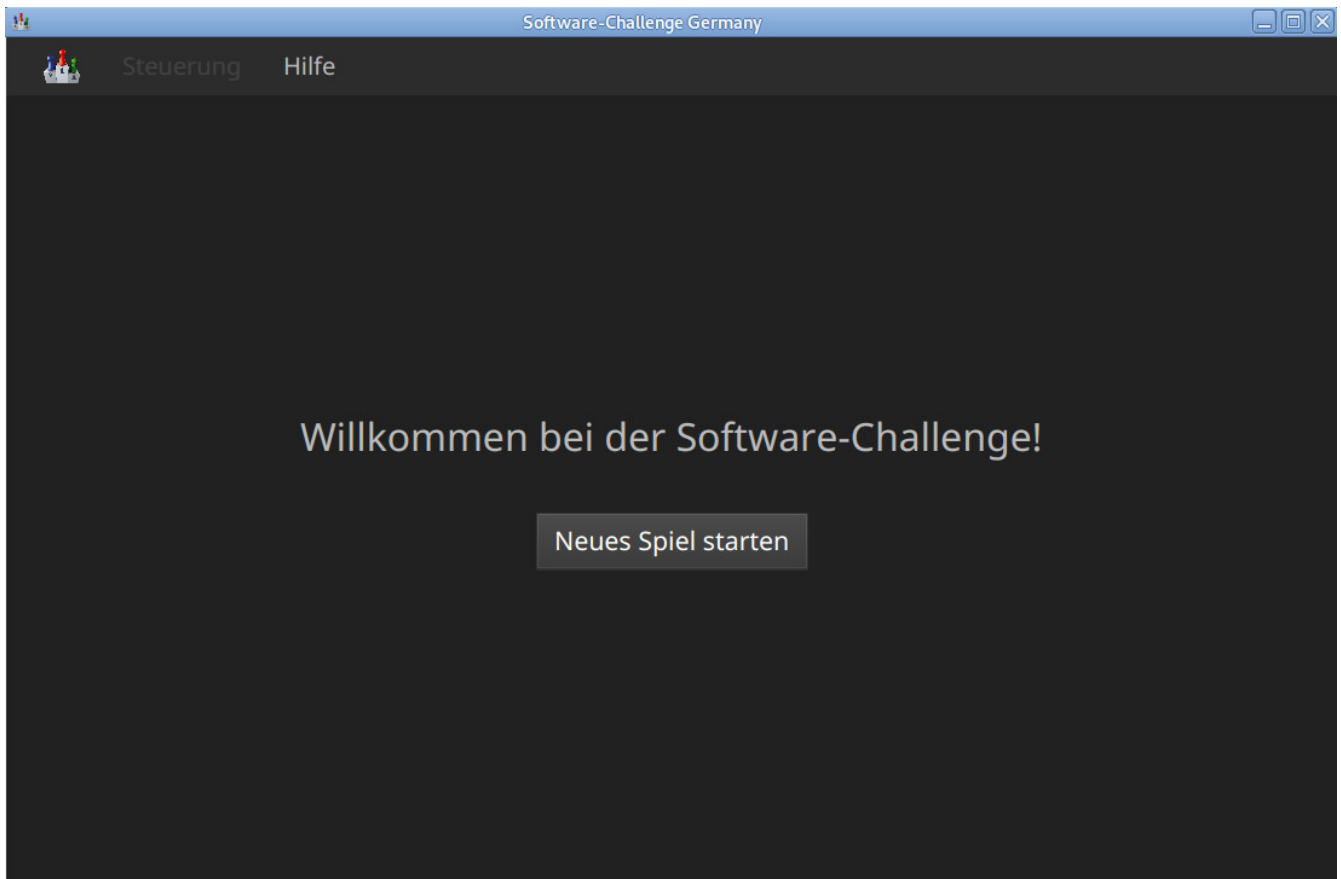 Software-Challenge Germany
Steuerung Hilfe
Willkommen bei der Software-Challenge!
Neues Spiel starten